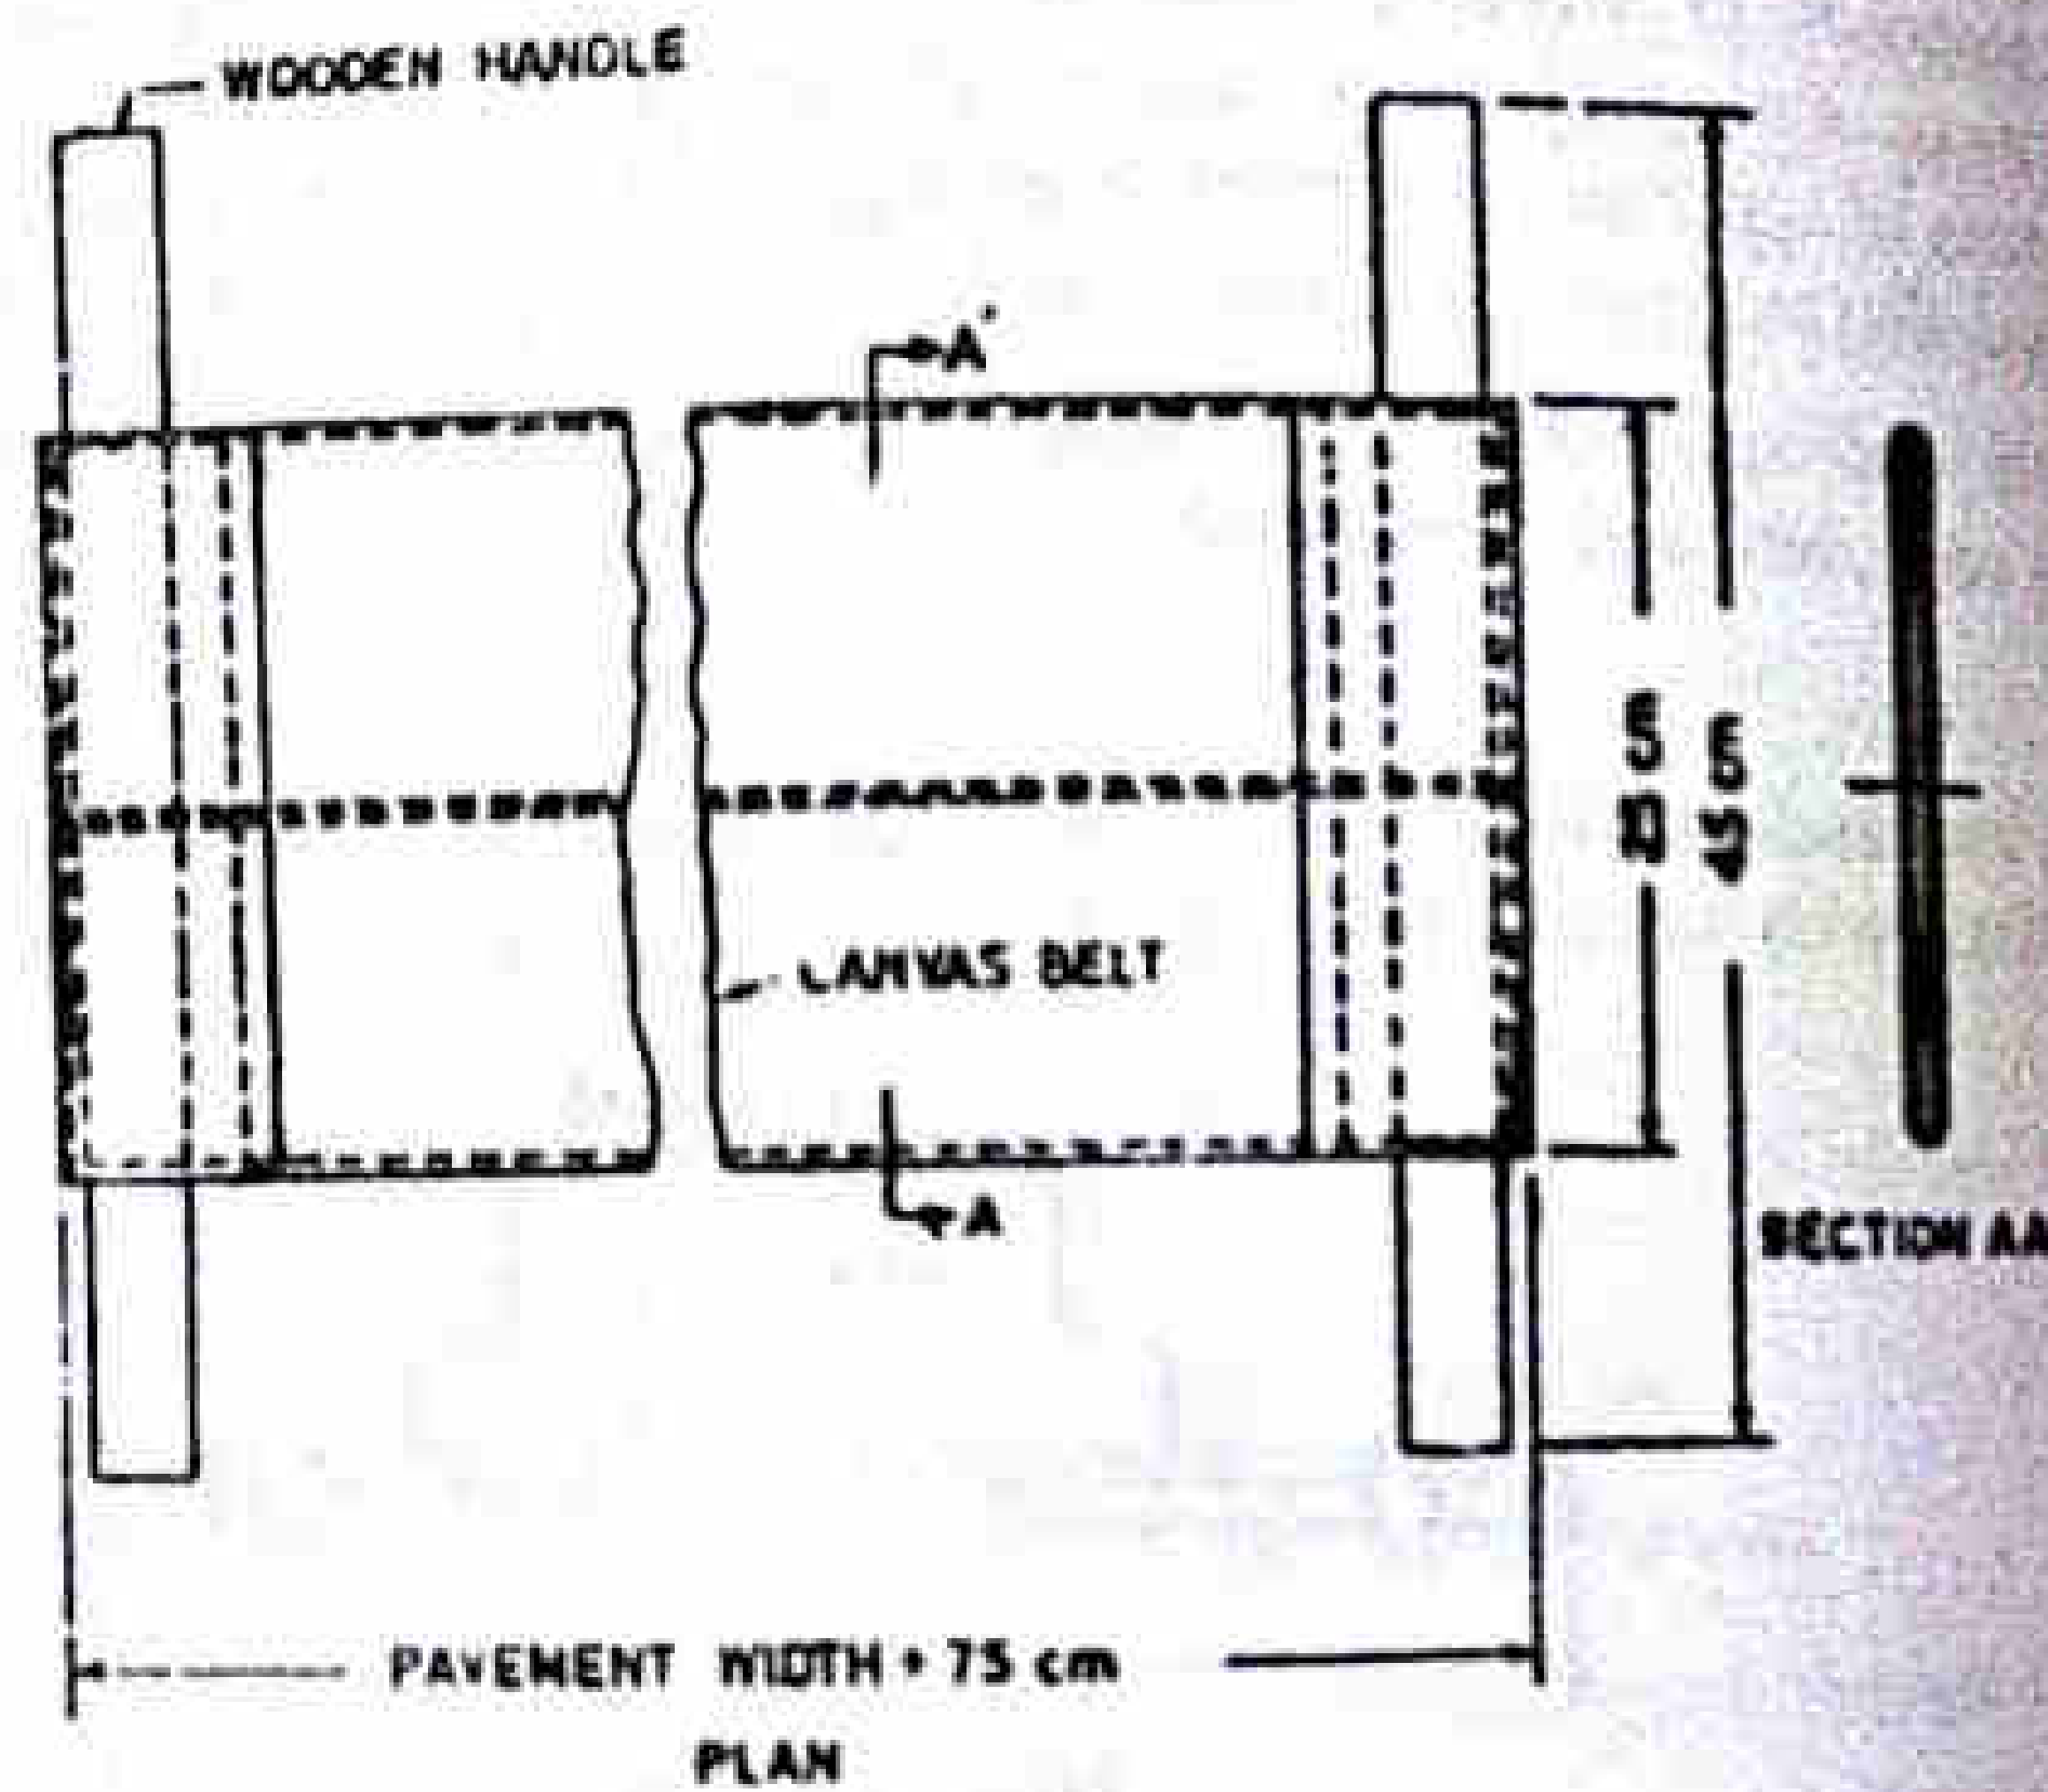 WOODEN HANDLE
A'
CANVAS BELT
A
SECTION AA
PAVEMENT WIDTH + 75 cm
PLAN